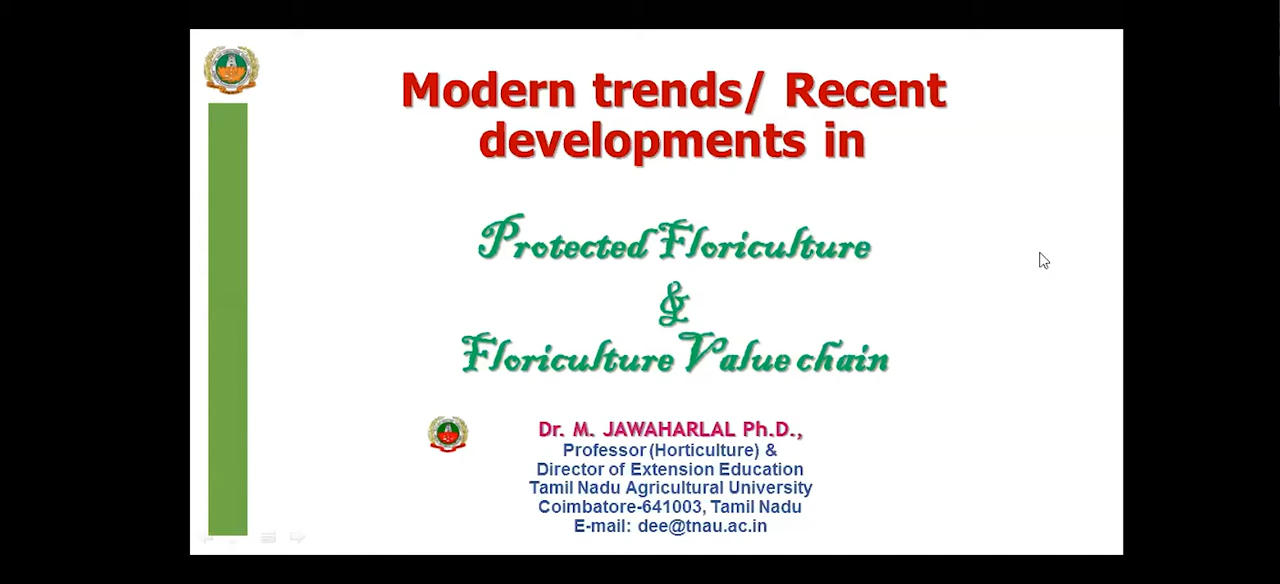 Modern trends/ Recent
developments in
Protected Floriculture
&
Floriculture Value chain
Dr. M. JAWAHARLAL Ph.D.,
Professor (Horticulture) &
Director of Extension Education
Tamil Nadu Agricultural University
Coimbatore-641003, Tamil Nadu
E-mail: dee@tnau.ac.in